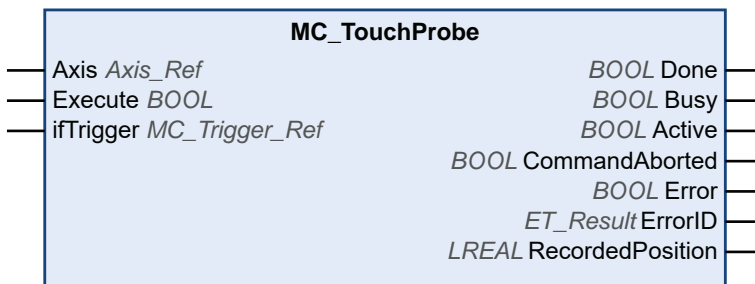 MC_TouchProbe
Axis Axis_Ref BOOL Done
Execute BOOL BOOL Busy
ifTrigger MC_Trigger_Ref BOOL Active
BOOL CommandAborted
BOOL Error
ET_Result ErrorID
LREAL RecordedPosition